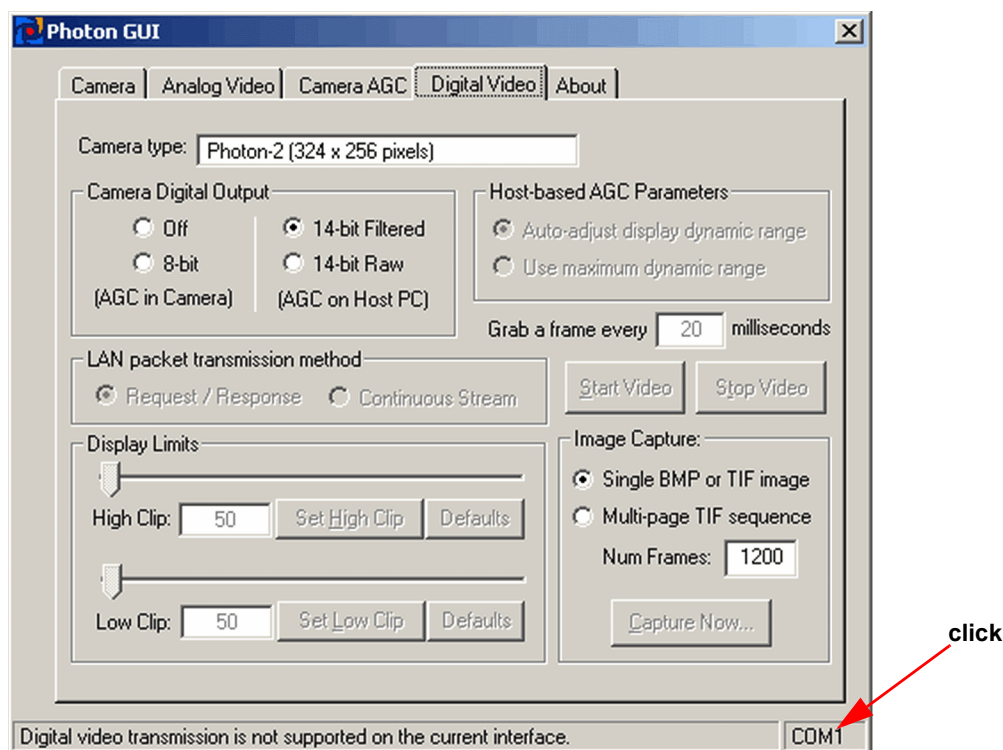 Photon GUI
Camera
Analog Video
Camera AGC
Digital Video
About
Camera type: Photon-2 (324 x 256 pixels)
Camera Digital Output
Off
14-bit Filtered
8-bit
14-bit Raw
(AGC in Camera)
(AGC on Host PC)
Host-based AGC Parameters
Auto-adjust display dynamic range
Use maximum dynamic range
Grab a frame every 20 milliseconds
LAN packet transmission method
Request / Response
Continuous Stream
Start Video
Stop Video
Display Limits
High Clip: 50 Set High Clip Defaults
Low Clip: 50 Set Low Clip Defaults
Image Capture:
Single BMP or TIF image
Multi-page TIF sequence
Num Frames: 1200
Capture Now...
click
Digital video transmission is not supported on the current interface.
COM1